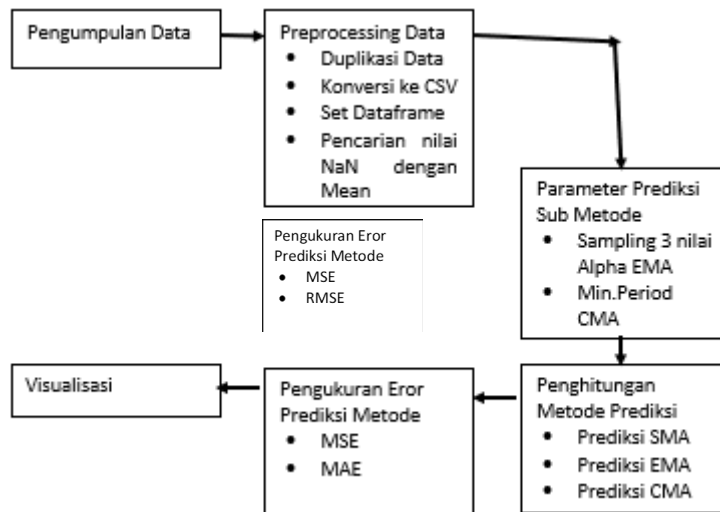 Pengumpulan Data
Preprocessing Data
• Duplikasi Data
• Konversi ke CSV
• Set Dataframe
• Pencarian nilai
NaN dengan
Mean
Parameter Prediksi
Sub Metode
• Sampling 3 nilai
Alpha EMA
• Min.Period
CMA
Pengukuran Eror
Prediksi Metode
• MSE
• RMSE
Penghitungan
Metode Prediksi
• Prediksi SMA
• Prediksi EMA
• Prediksi CMA
Pengukuran Eror
Prediksi Metode
• MSE
• MAE
Visualisasi